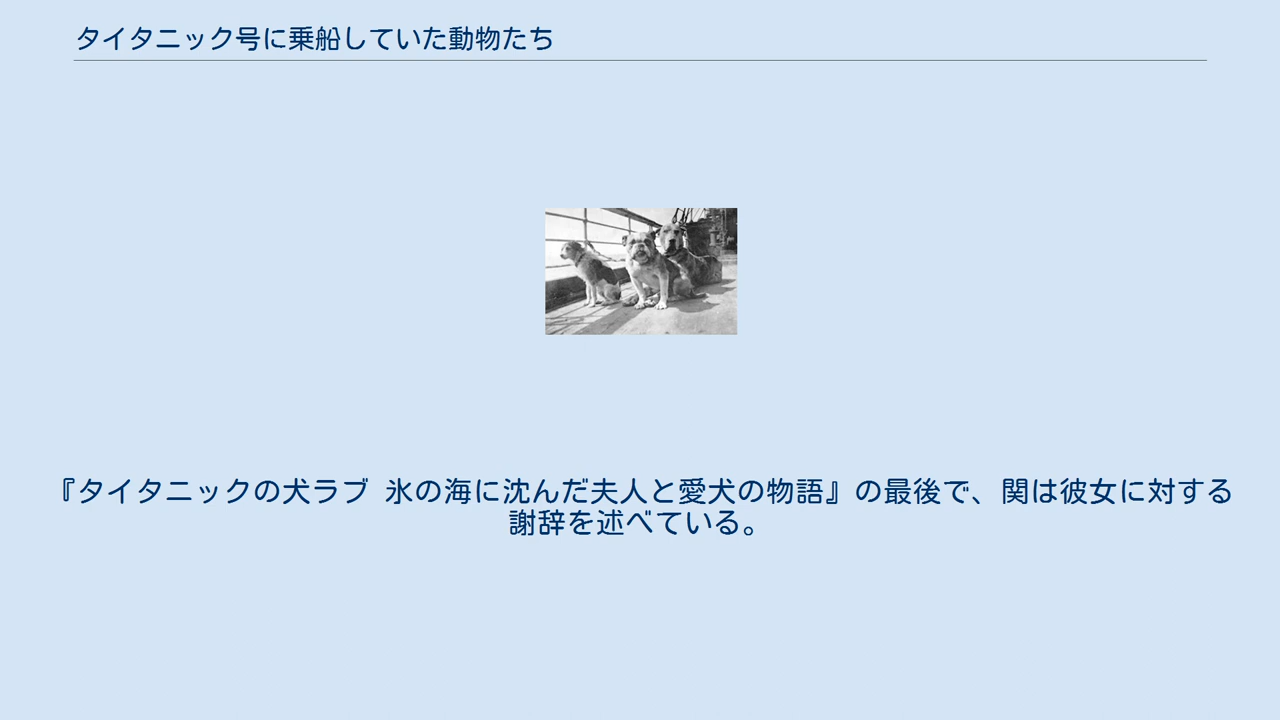 タイタニック号に乗船していた動物たち
『タイタニックの犬ラブ 氷の海に沈んだ夫人と愛犬の物語』の最後で、関は彼女に対する
謝辞を述べている。